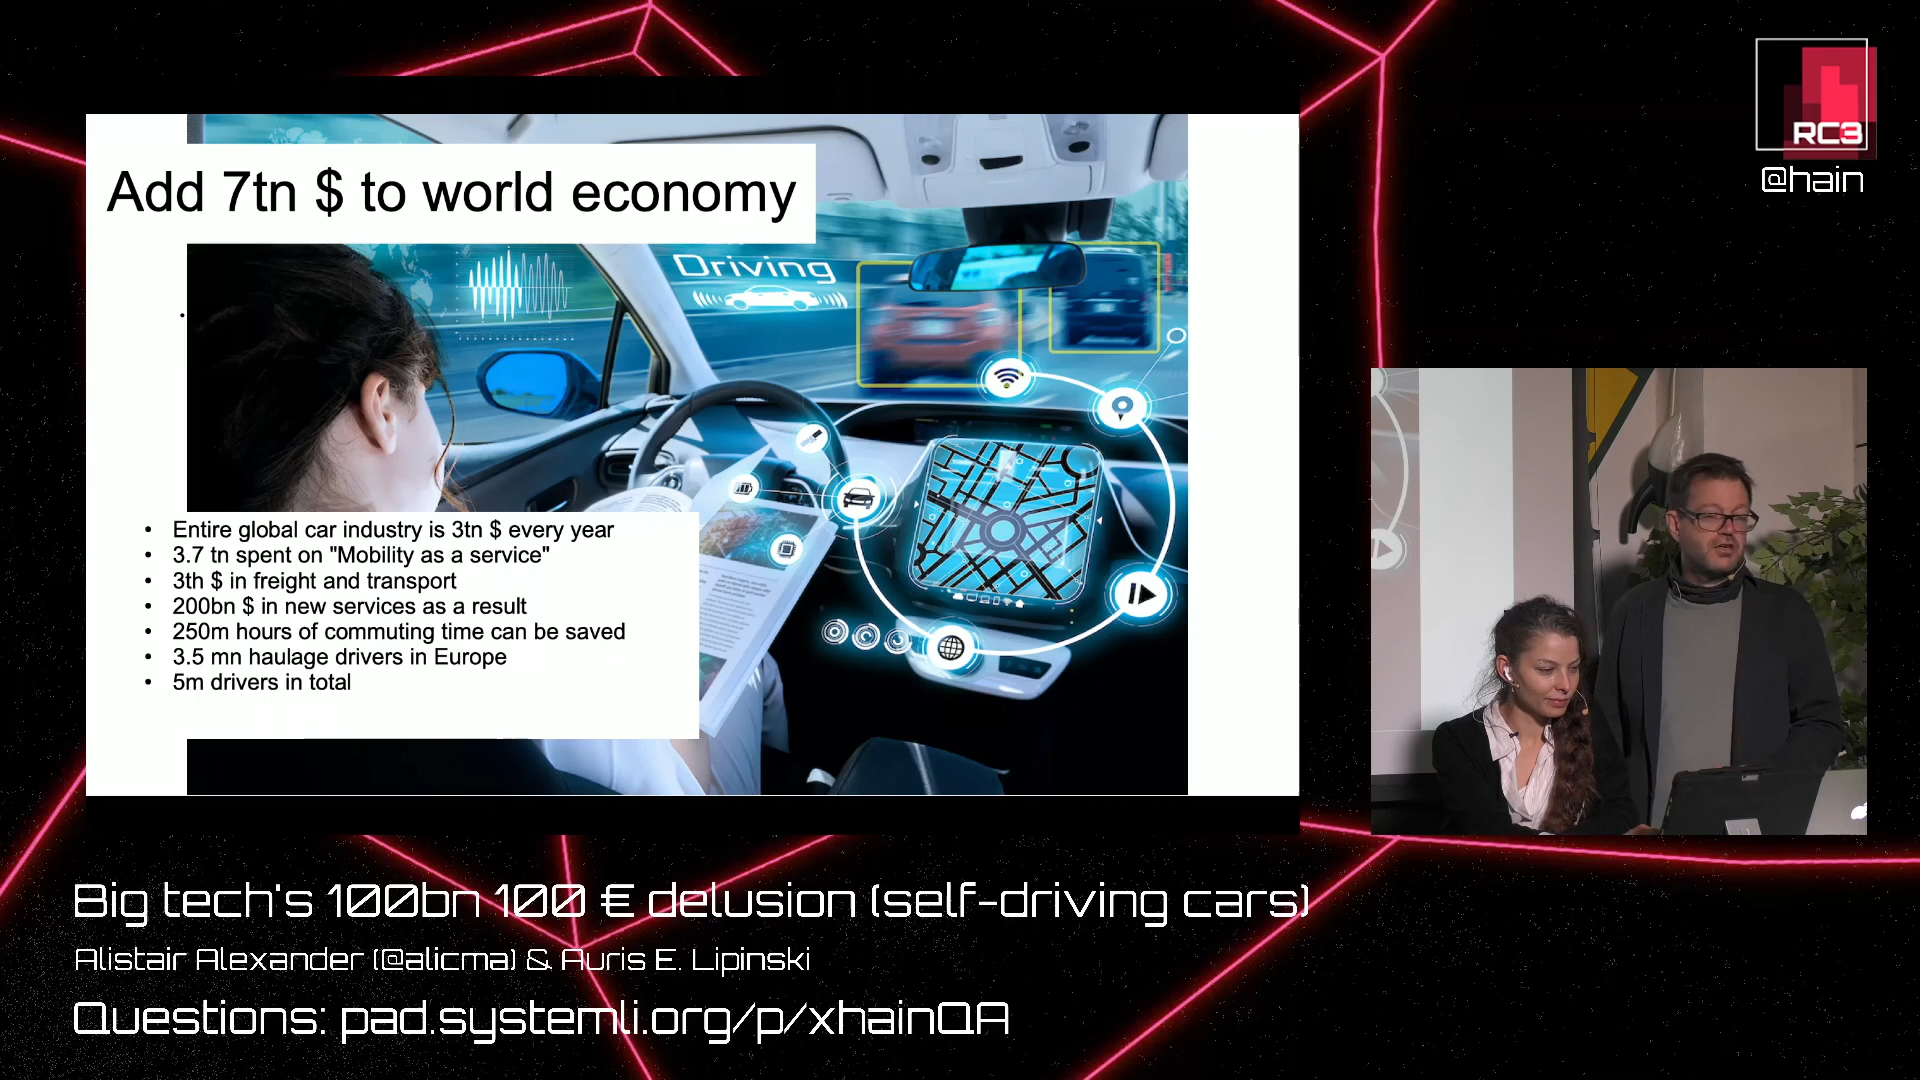 RC3
@hain
Add 7tn $ to world economy
Driving
• Entire global car industry is 3tn $ every year
• 3.7 tn spent on "Mobility as a service"
• 3th $ in freight and transport
• 200bn $ in new services as a result
• 250m hours of commuting time can be saved
• 3.5 mn haulage drivers in Europe
• 5m drivers in total
Big tech's 100bn 100 € delusion (self-driving cars)
Alistair Alexander (@alicma) & Auris E. Lipinski
Questions: pad.systemli.org/p/xhainQA